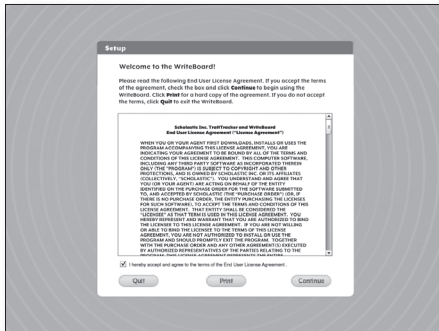 Setup
Welcome to the WriteBoard!
Please read the following End User License Agreement. If you accept the terms
of the agreement, check the box and click Continue to begin using the
WriteBoard. Click Print for a hard copy of the agreement. If you do not accept
the terms, click Quit to exit the WriteBoard.
Scholastic Inc. TraitTracker and WriteBoard
End User License Agreement ("License Agreement")
WHEN YOU OR YOUR AGENT FIRST DOWNLOADS, INSTALLS OR USES THE
PROGRAM ACCOMPANYING THIS LICENSE AGREEMENT, YOU ARE
INDICATING YOUR AGREEMENT TO BE BOUND BY ALL OF THE TERMS AND
CONDITIONS OF THIS LICENSE AGREEMENT. THIS COMPUTER SOFTWARE,
INCLUDING ANY THIRD PARTY SOFTWARE AS INCORPORATED THEREIN
ONLY (THE "PROGRAM") IS SUBJECT TO COPYRIGHT AND OTHER
PROTECTIONS, AND IS OWNED BY SCHOLASTIC INC. OR ITS AFFILIATES
(COLLECTIVELY, "SCHOLASTIC"). YOU UNDERSTAND AND AGREE THAT
YOU (OR YOUR AGENT) ARE ACTING ON BEHALF OF THE ENTITY
IDENTIFIED ON THE PURCHASE ORDER FOR THE SOFTWARE SUBMITTED
TO, AND ACCEPTED BY SCHOLASTIC (THE "PURCHASE ORDER") (OR, IF
THERE IS NO PURCHASE ORDER, THE ENTITY PURCHASING THE LICENSES
FOR SUCH SOFTWARE), TO ACCEPT THE TERMS AND CONDITIONS OF THIS
LICENSE AGREEMENT. THAT ENTITY SHALL BE CONSIDERED THE
"LICENSEE" AS THAT TERM IS USED IN THIS LICENSE AGREEMENT. YOU
HEREBY REPRESENT AND WARRANT THAT YOU ARE AUTHORIZED TO BIND
THE LICENSEE TO THIS LICENSE AGREEMENT. IF YOU ARE NOT WILLING
OR ABLE TO BIND THE LICENSEE TO THE TERMS OF THIS LICENSE
AGREEMENT, YOU ARE NOT AUTHORIZED TO INSTALL OR USE THE
PROGRAM AND SHOULD PROMPTLY EXIT THE PROGRAM. TOGETHER
WITH THE PURCHASE ORDER AND ANY OTHER AGREEMENT(S) EXECUTED
BY AUTHORIZED REPRESENTATIVES OF THE PARTIES RELATING TO THE
PROGRAM, THIS LICENSE AGREEMENT REPRESENTS THE ENTIRE
I hereby accept and agree to the terms of the End User License Agreement.
Quit
Print
Continue